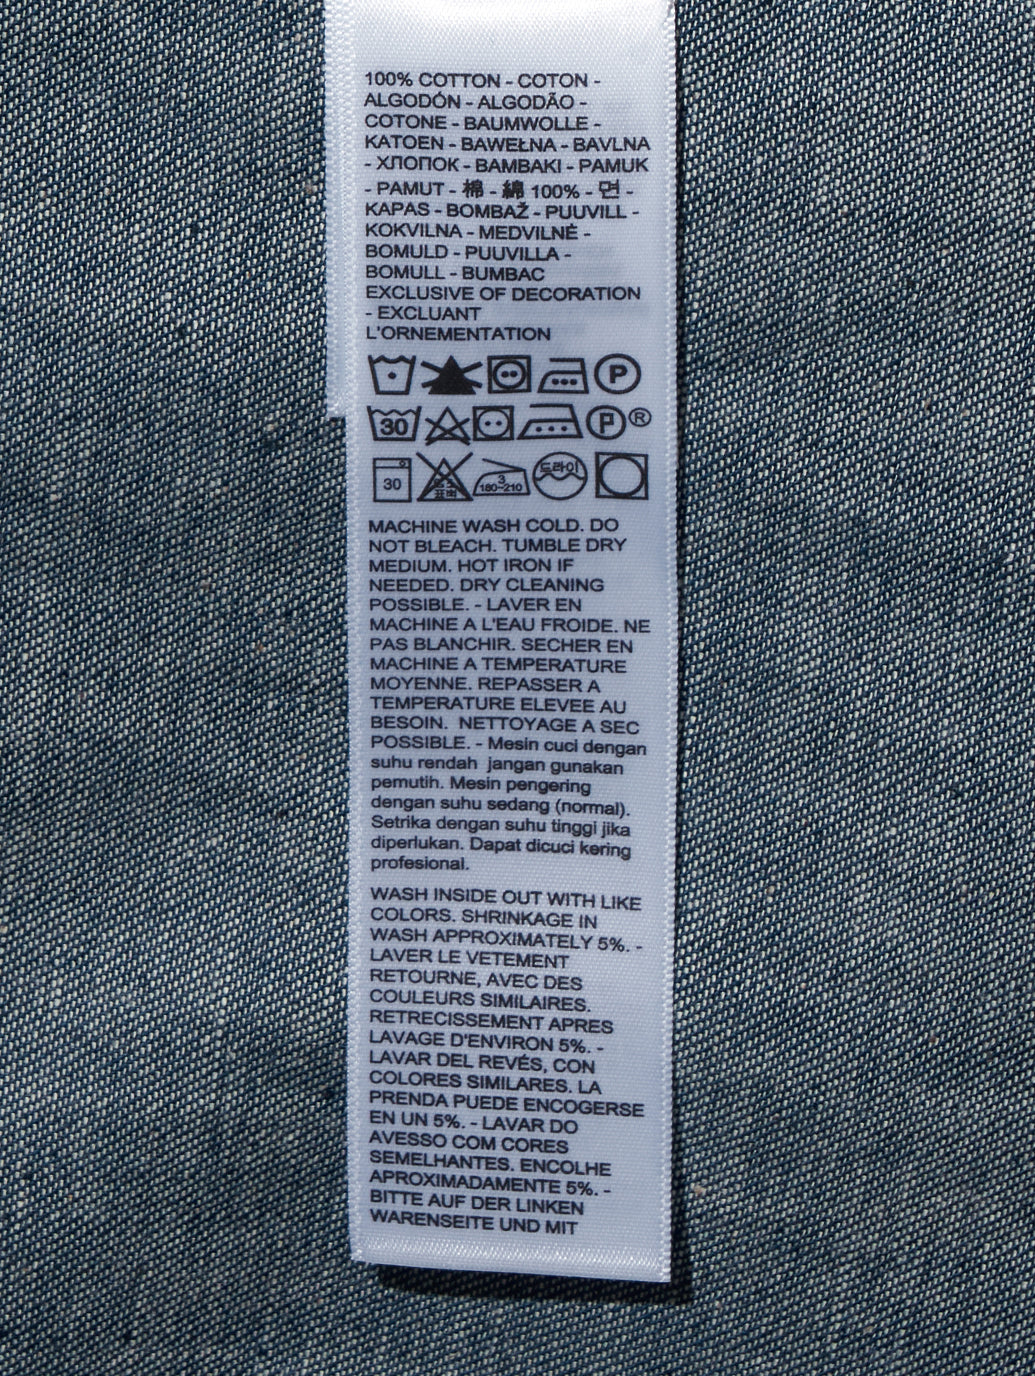 100% COTTON - COTON -
ALGODÓN - ALGODÃO -
COTONE - BAUMWOLLE -
KATOEN - BAWEŁNA - BAVLNA
- ХЛОПОК - BAMBAKI - PAMUK
- PAMUT - 棉 - 綿 100% - 면 -
KAPAS - BOMBAŽ - PUUVILL -
KOKVILNA - MEDVILNĖ -
BOMULD - PUUVILLA -
BOMULL - BUMBAC
EXCLUSIVE OF DECORATION
- EXCLUANT
L'ORNEMENTATION
P
30 P ®
30 표백 3 180~210 드라이
MACHINE WASH COLD. DO
NOT BLEACH. TUMBLE DRY
MEDIUM. HOT IRON IF
NEEDED. DRY CLEANING
POSSIBLE. - LAVER EN
MACHINE A L'EAU FROIDE. NE
PAS BLANCHIR. SECHER EN
MACHINE A TEMPERATURE
MOYENNE. REPASSER A
TEMPERATURE ELEVEE AU
BESOIN. NETTOYAGE A SEC
POSSIBLE. - Mesin cuci dengan
suhu rendah jangan gunakan
pemutih. Mesin pengering
dengan suhu sedang (normal).
Setrika dengan suhu tinggi jika
diperlukan. Dapat dicuci kering
profesional.
WASH INSIDE OUT WITH LIKE
COLORS. SHRINKAGE IN
WASH APPROXIMATELY 5%. -
LAVER LE VETEMENT
RETOURNE, AVEC DES
COULEURS SIMILAIRES.
RETRECISSEMENT APRES
LAVAGE D'ENVIRON 5%. -
LAVAR DEL REVÉS, CON
COLORES SIMILARES. LA
PRENDA PUEDE ENCOGERSE
EN UN 5%. - LAVAR DO
AVESSO COM CORES
SEMELHANTES. ENCOLHE
APROXIMADAMENTE 5%. -
BITTE AUF DER LINKEN
WARENSEITE UND MIT